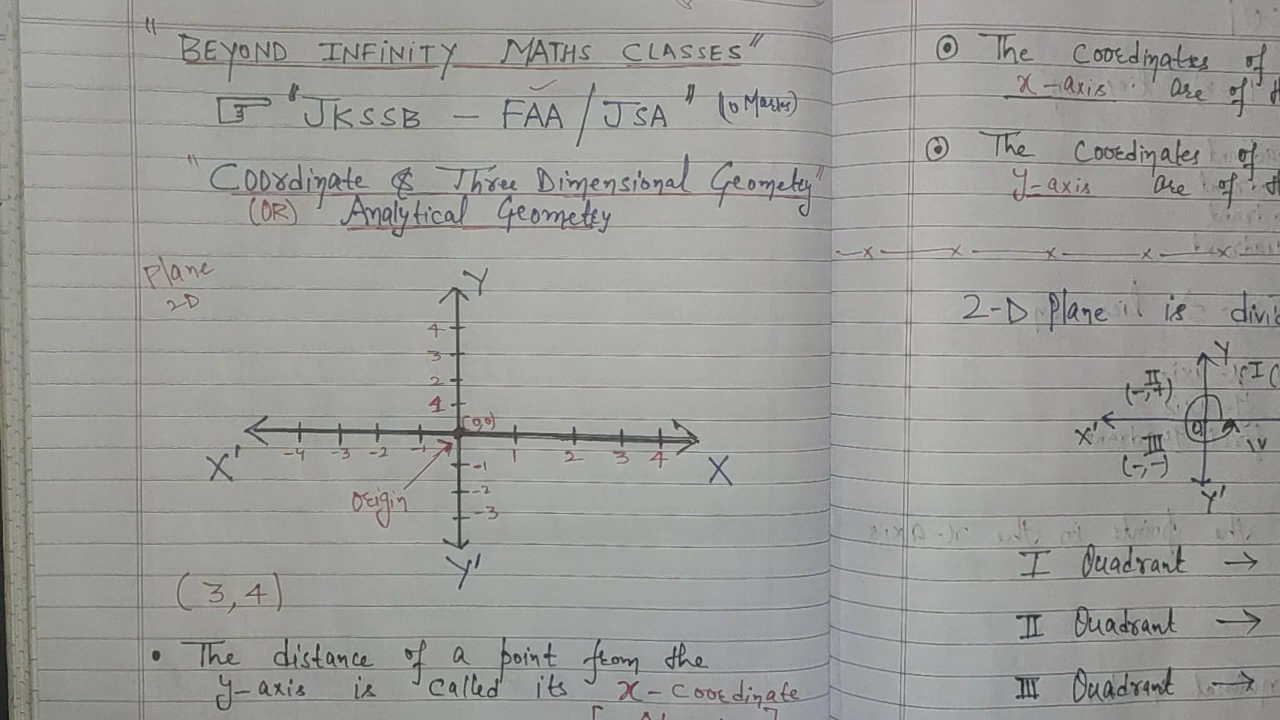 "BEYOND INFINITY MATHS CLASSES"
"JKSSB - FAA/JSA" (10 Marks)
"Coordinate & Three Dimensional Geometry"
(OR) Analytical Geometry
Plane
2D
Y
4
3
2
1
(0,0)
-4 -3 -2 -1 1 2 3 4
X' X
-1
-2
-3
origin
Y'
(3,4)
• The distance of a point from the
y-axis is called its x-coordinate
The coordinates of
x-axis are of
The coordinates of
y-axis are of
2-D Plane is
Y
II I
(-,+)
X' O IV
III
(-,-)
Y'
I Quadrant →
II Quadrant →
III Quadrant →